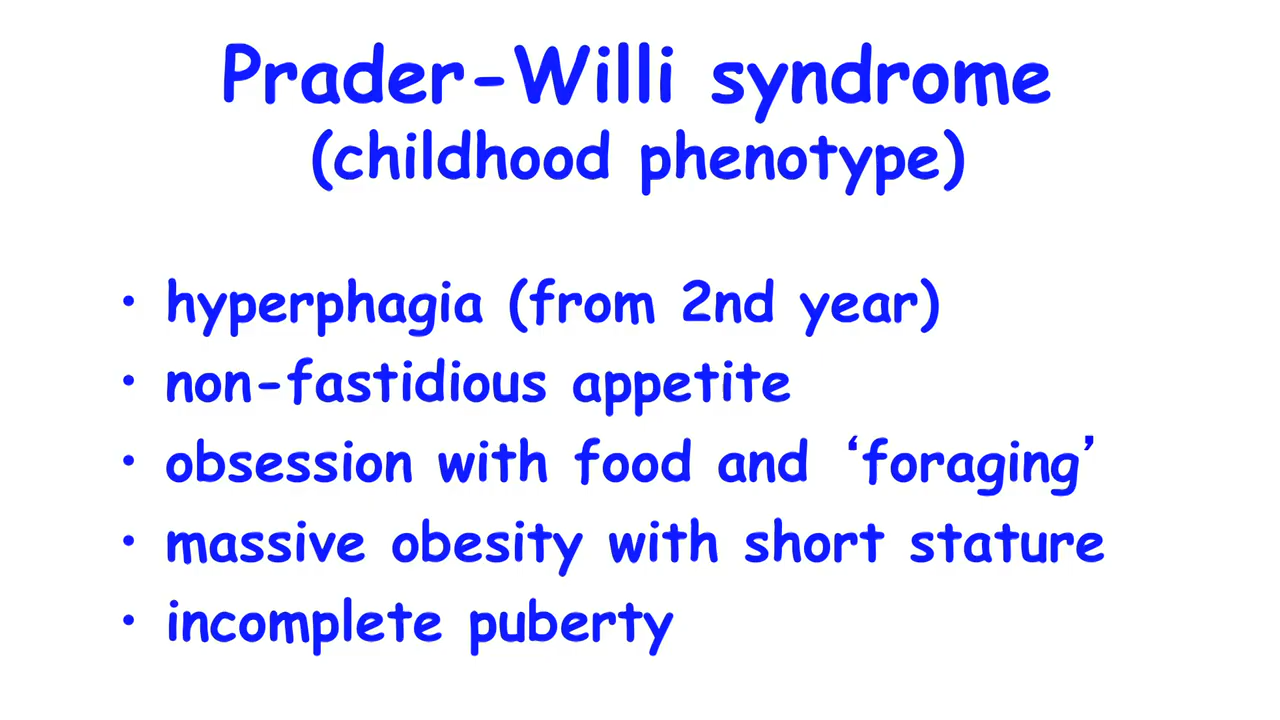 Prader-Willi syndrome
(childhood phenotype)
• hyperphagia (from 2nd year)
• non-fastidious appetite
• obsession with food and ‘foraging’
• massive obesity with short stature
• incomplete puberty